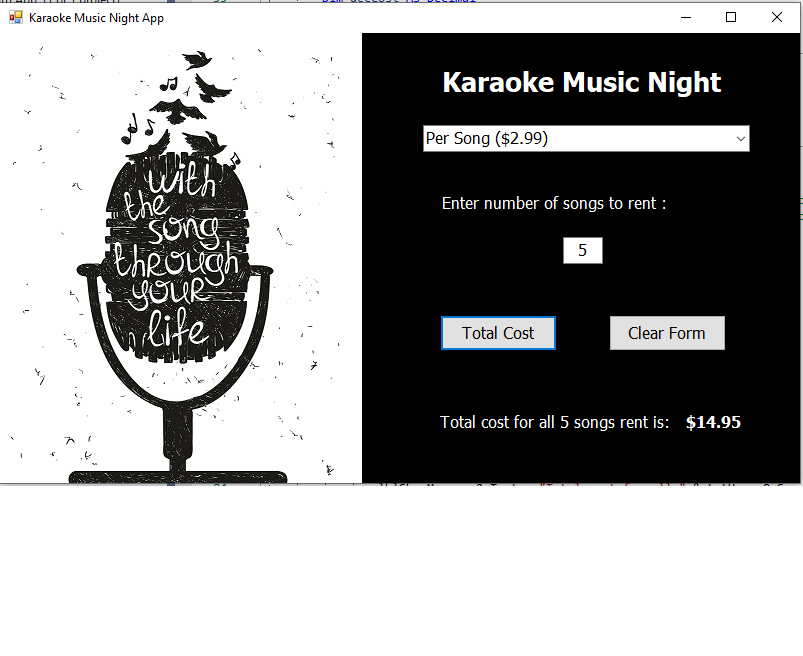 Karaoke Music Night App
with
the
song
through
your
life
Karaoke Music Night
Per Song ($2.99)
Enter number of songs to rent :
5
Total Cost
Clear Form
Total cost for all 5 songs rent is: $14.95